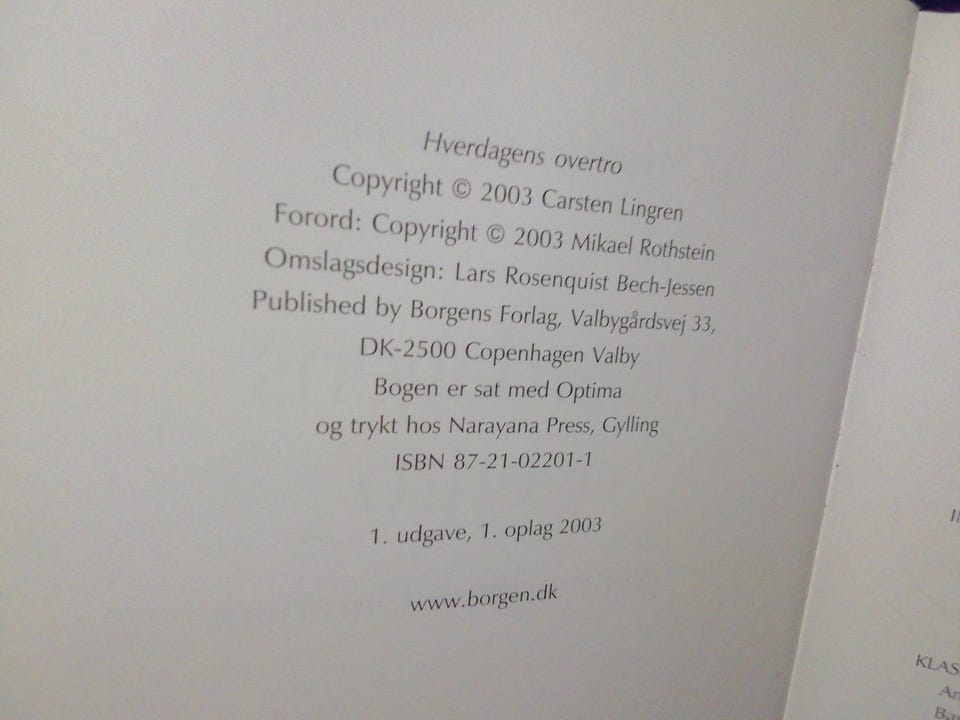 Hverdagens overtro
Copyright © 2003 Carsten Lingren
Forord: Copyright © 2003 Mikael Rothstein
Omslagsdesign: Lars Rosenquist Bech-Jessen
Published by Borgens Forlag, Valbygårdsvej 33,
DK-2500 Copenhagen Valby
Bogen er sat med Optima
og trykt hos Narayana Press, Gylling
ISBN 87-21-02201-1
1. udgave, 1. oplag 2003
www.borgen.dk